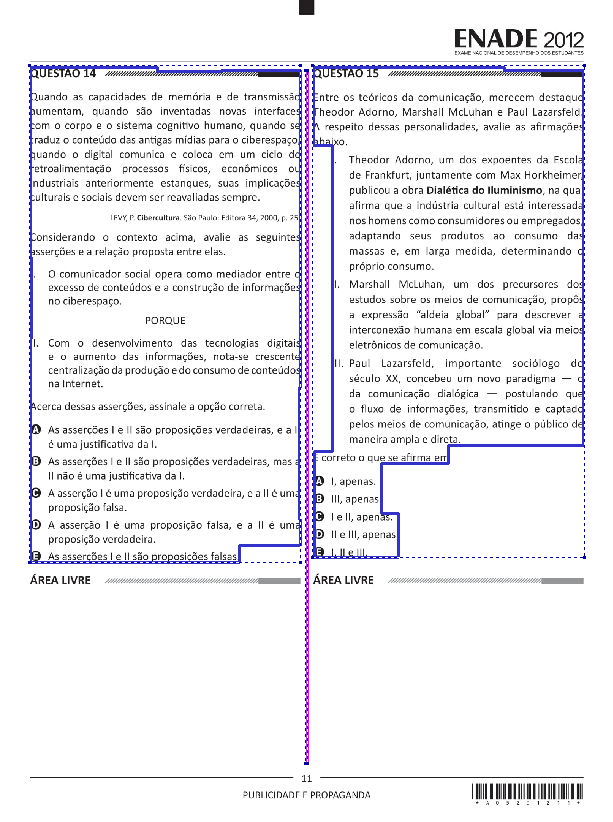 ENADE 2012
EXAME NACIONAL DE DESEMPENHO DOS ESTUDANTES
QUESTÃO 14
Quando as capacidades de memória e de transmissão
aumentam, quando são inventadas novas interfaces
com o corpo e o sistema cognitivo humano, quando se
traduz o conteúdo das antigas mídias para o ciberespaço,
quando o digital comunica e coloca em um ciclo de
retroalimentação processos físicos, econômicos ou
industriais anteriormente estanques, suas implicações
culturais e sociais devem ser reavaliadas sempre.
LEVY, P. Cibercultura. São Paulo: Editora 34, 2000, p. 25.
Considerando o contexto acima, avalie as seguintes
asserções e a relação proposta entre elas.
I. O comunicador social opera como mediador entre o
excesso de conteúdos e a construção de informações
no ciberespaço.
PORQUE
II. Com o desenvolvimento das tecnologias digitais
e o aumento das informações, nota-se crescente
centralização da produção e do consumo de conteúdos
na Internet.
Acerca dessas asserções, assinale a opção correta.
A As asserções I e II são proposições verdadeiras, e a II
é uma justificativa da I.
B As asserções I e II são proposições verdadeiras, mas a
II não é uma justificativa da I.
C A asserção I é uma proposição verdadeira, e a II é uma
proposição falsa.
D A asserção I é uma proposição falsa, e a II é uma
proposição verdadeira.
E As asserções I e II são proposições falsas.
ÁREA LIVRE
QUESTÃO 15
Entre os teóricos da comunicação, merecem destaque
Theodor Adorno, Marshall McLuhan e Paul Lazarsfeld.
A respeito dessas personalidades, avalie as afirmações
abaixo.
I. Theodor Adorno, um dos expoentes da Escola
de Frankfurt, juntamente com Max Horkheimer,
publicou a obra Dialética do Iluminismo, na qual
afirma que a indústria cultural está interessada
nos homens como consumidores ou empregados,
adaptando seus produtos ao consumo das
massas e, em larga medida, determinando o
próprio consumo.
II. Marshall McLuhan, um dos precursores dos
estudos sobre os meios de comunicação, propôs
a expressão “aldeia global” para descrever a
interconexão humana em escala global via meios
eletrônicos de comunicação.
III. Paul Lazarsfeld, importante sociólogo do
século XX, concebeu um novo paradigma — o
da comunicação dialógica — postulando que
o fluxo de informações, transmitido e captado
pelos meios de comunicação, atinge o público de
maneira ampla e direta.
É correto o que se afirma em
A I, apenas.
B III, apenas.
C I e II, apenas.
D II e III, apenas.
E I, II e III.
ÁREA LIVRE
11
PUBLICIDADE E PROPAGANDA